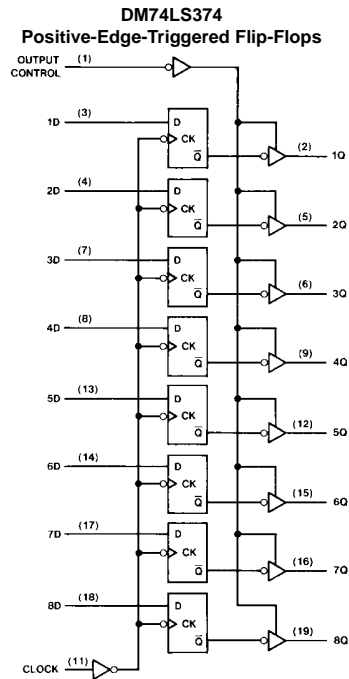 DM74LS374
Positive-Edge-Triggered Flip-Flops
OUTPUT CONTROL (1)
1D (3) D CK Q̅ (2) 1Q
2D (4) D CK Q̅ (5) 2Q
3D (7) D CK Q̅ (6) 3Q
4D (8) D CK Q̅ (9) 4Q
5D (13) D CK Q̅ (12) 5Q
6D (14) D CK Q̅ (15) 6Q
7D (17) D CK Q̅ (16) 7Q
8D (18) D CK Q̅ (19) 8Q
CLOCK (11)